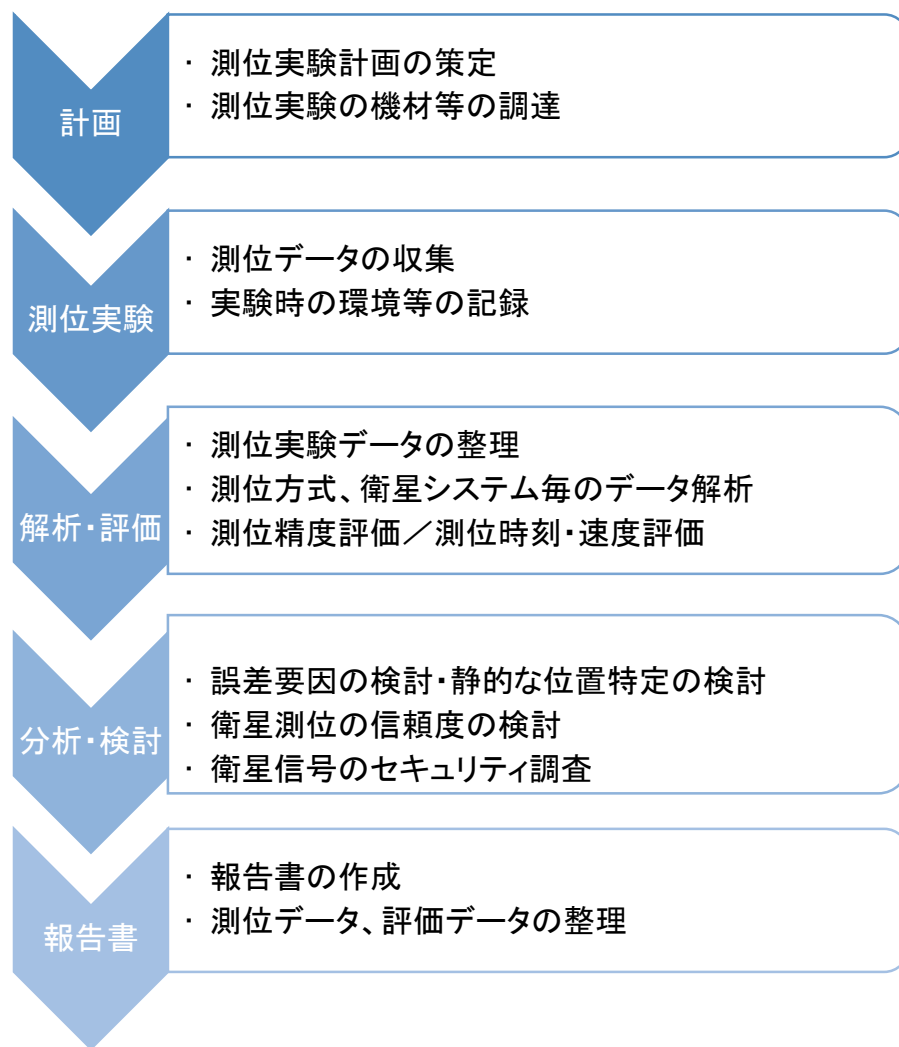 計画
・ 測位実験計画の策定
・ 測位実験の機材等の調達
測位実験
・ 測位データの収集
・ 実験時の環境等の記録
解析・評価
・ 測位実験データの整理
・ 測位方式、衛星システム毎のデータ解析
・ 測位精度評価／測位時刻・速度評価
分析・検討
・ 誤差要因の検討・静的な位置特定の検討
・ 衛星測位の信頼度の検討
・ 衛星信号のセキュリティ調査
報告書
・ 報告書の作成
・ 測位データ、評価データの整理